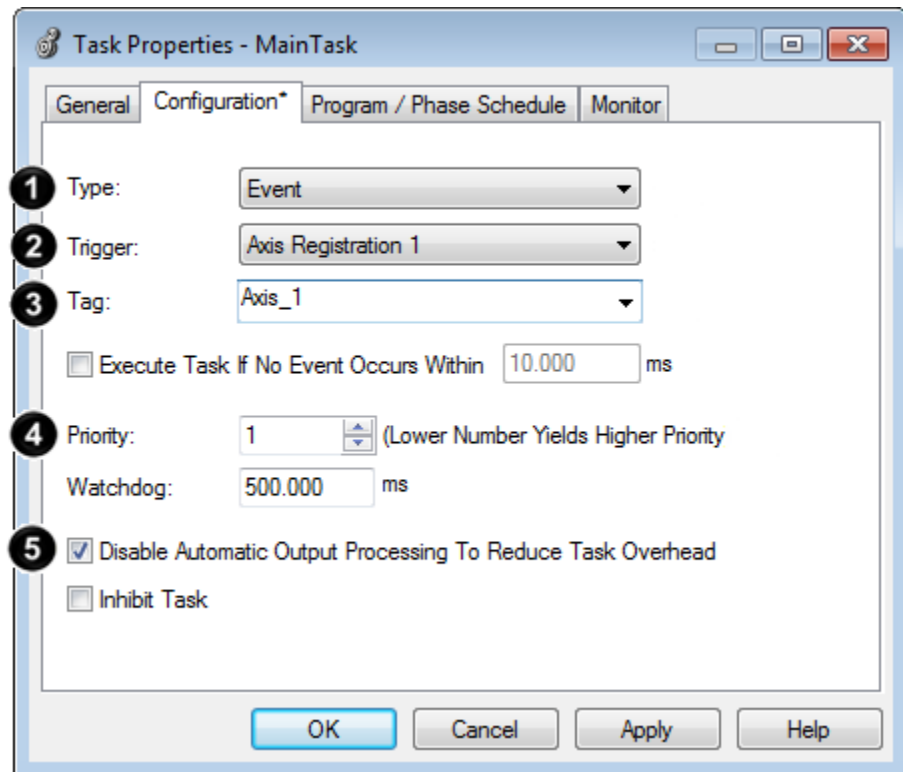 Task Properties - MainTask
General Configuration* Program / Phase Schedule Monitor
1 Type: Event
2 Trigger: Axis Registration 1
3 Tag: Axis_1
Execute Task If No Event Occurs Within 10.000 ms
4 Priority: 1 (Lower Number Yields Higher Priority
Watchdog: 500.000 ms
5 Disable Automatic Output Processing To Reduce Task Overhead
Inhibit Task
OK Cancel Apply Help